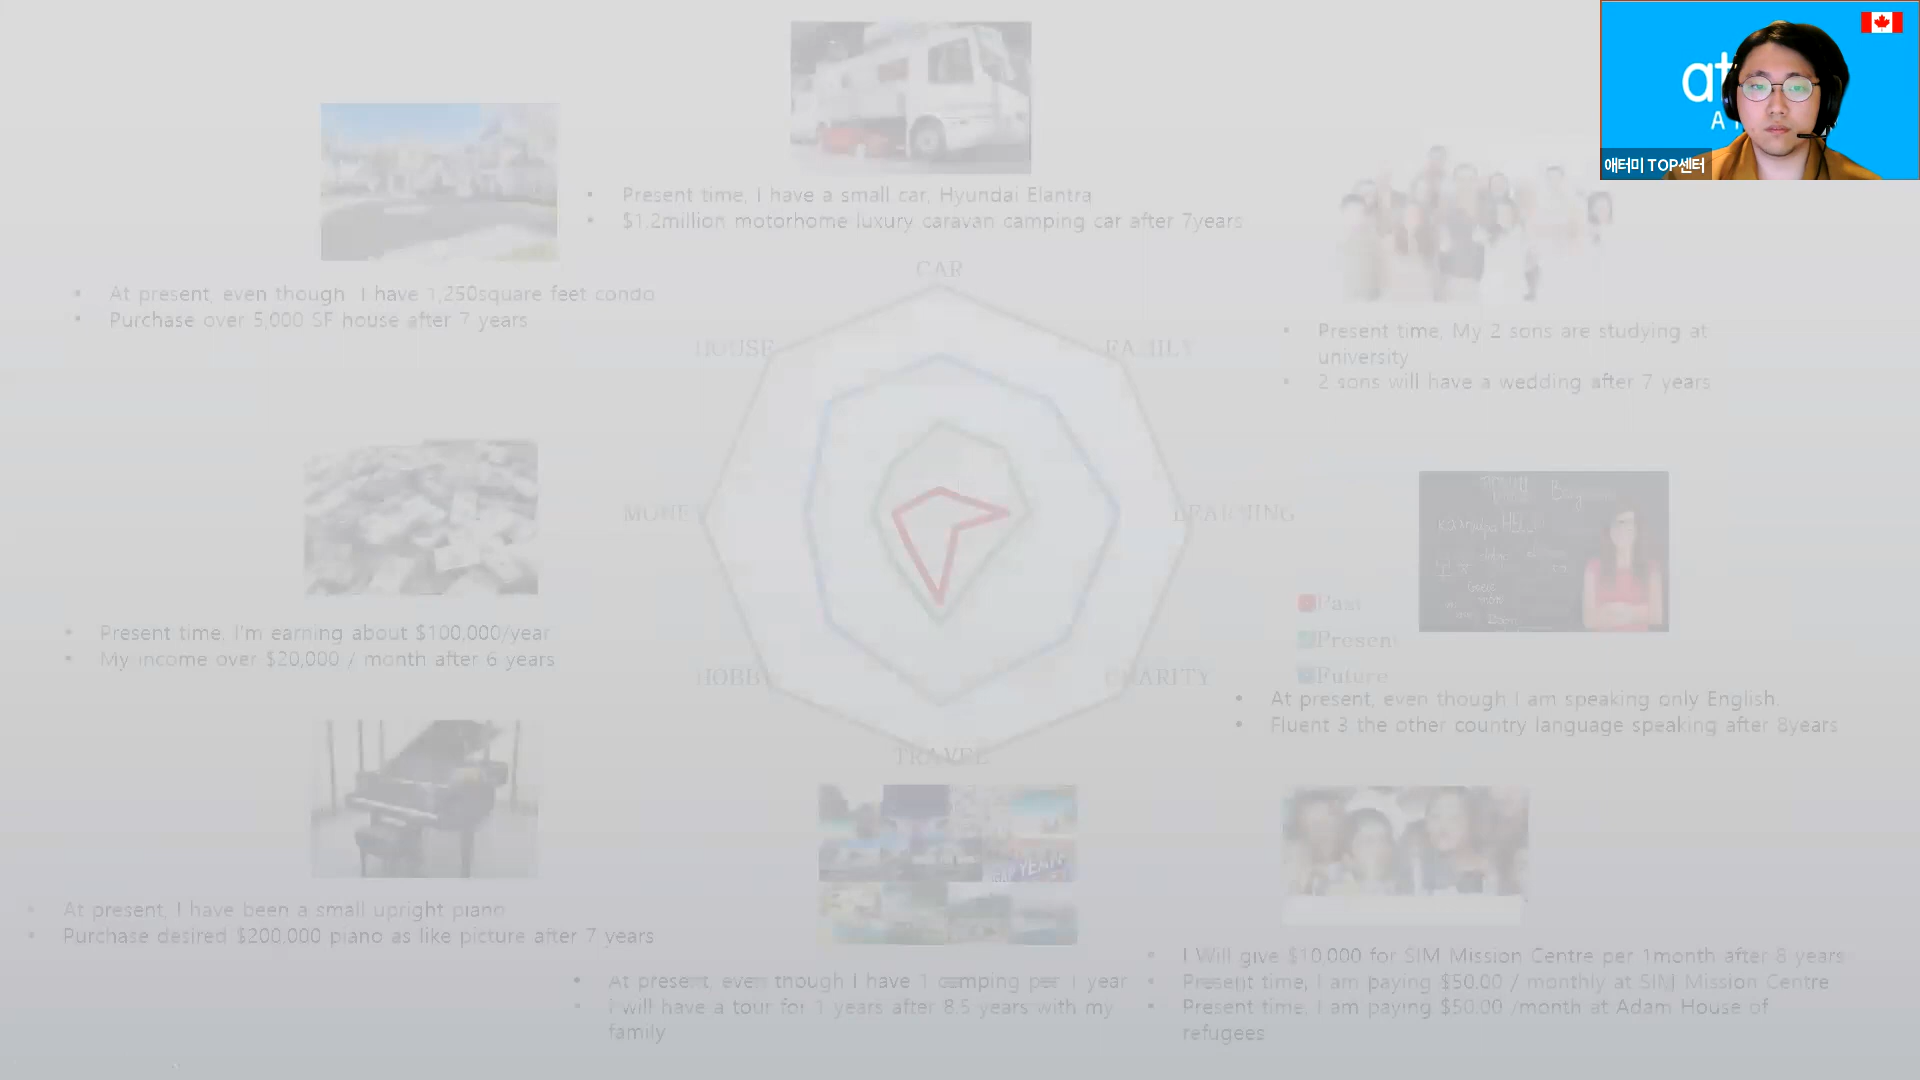 애터미 TOP센터
Present time, I have a small car, Hyundai Elantra
$1.2million motorhome luxury caravan camping car after 7years
CAR
At present, even though I have 1,250square feet condo
Purchase over 5,000 SF house after 7 years
HOUSE
FAMILY
Present time, My 2 sons are studying at
university
2 sons will have a wedding after 7 years
MONEY
LEARNING
Past
Present
Future
Present time, I'm earning about $100,000/year
My income over $20,000 / month after 6 years
HOBBY
CHARITY
At present, even though I am speaking only English.
Fluent 3 the other country language speaking after 8years
TRAVEL
At present, I have been a small upright piano
Purchase desired $200,000 piano as like picture after 7 years
At present, even though I have 1 camping per 1 year
I will have a tour for 1 years after 8.5 years with my
family
I Will give $10,000 for SIM Mission Centre per 1month after 8 years
Present time, I am paying $50.00 / monthly at SIM Mission Centre
Present time, I am paying $50.00 /month at Adam House of
refugees